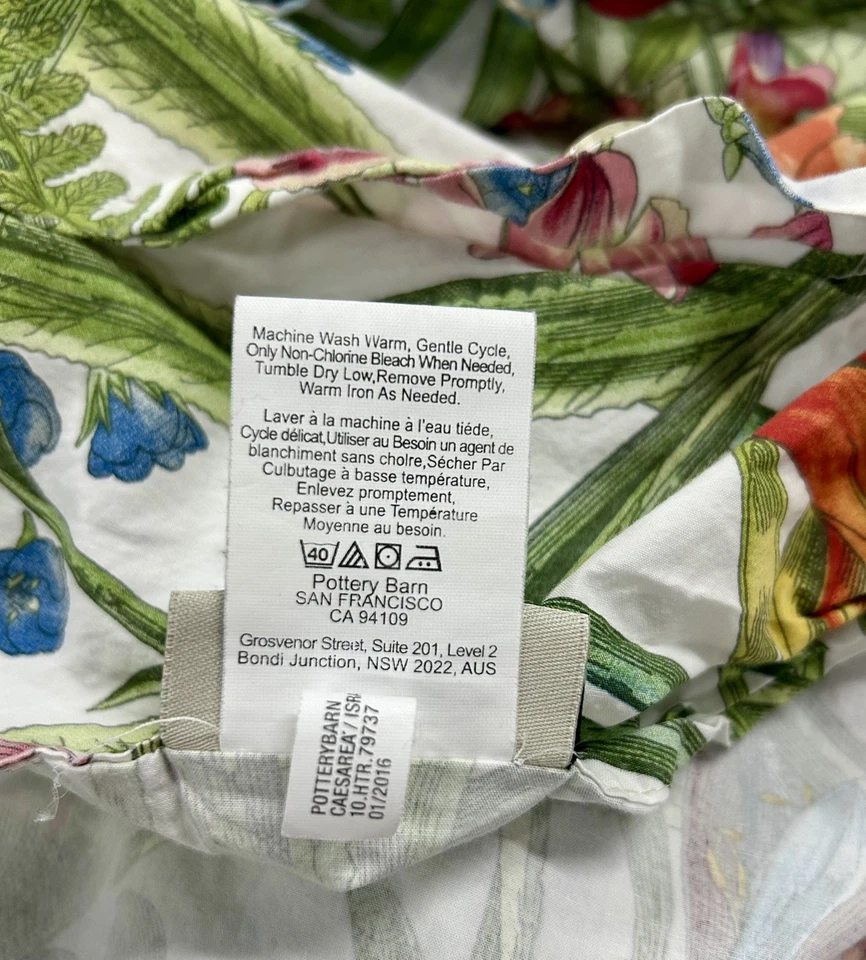 Machine Wash Warm, Gentle Cycle,
Only Non-Chlorine Bleach When Needed,
Tumble Dry Low,Remove Promptly,
Warm Iron As Needed.
Laver à la machine à l'eau tiéde,
Cycle délicat,Utiliser au Besoin un agent de
blanchiment sans cholre,Sécher Par
Culbutage à basse température,
Enlevez promptement,
Repasser à une Température
Moyenne au besoin.
40
Pottery Barn
SAN FRANCISCO
CA 94109
Grosvenor Street, Suite 201, Level 2
Bondi Junction, NSW 2022, AUS
POTTERYBARN
CAESAREA / ISR
10.HTR.79737
01/2016